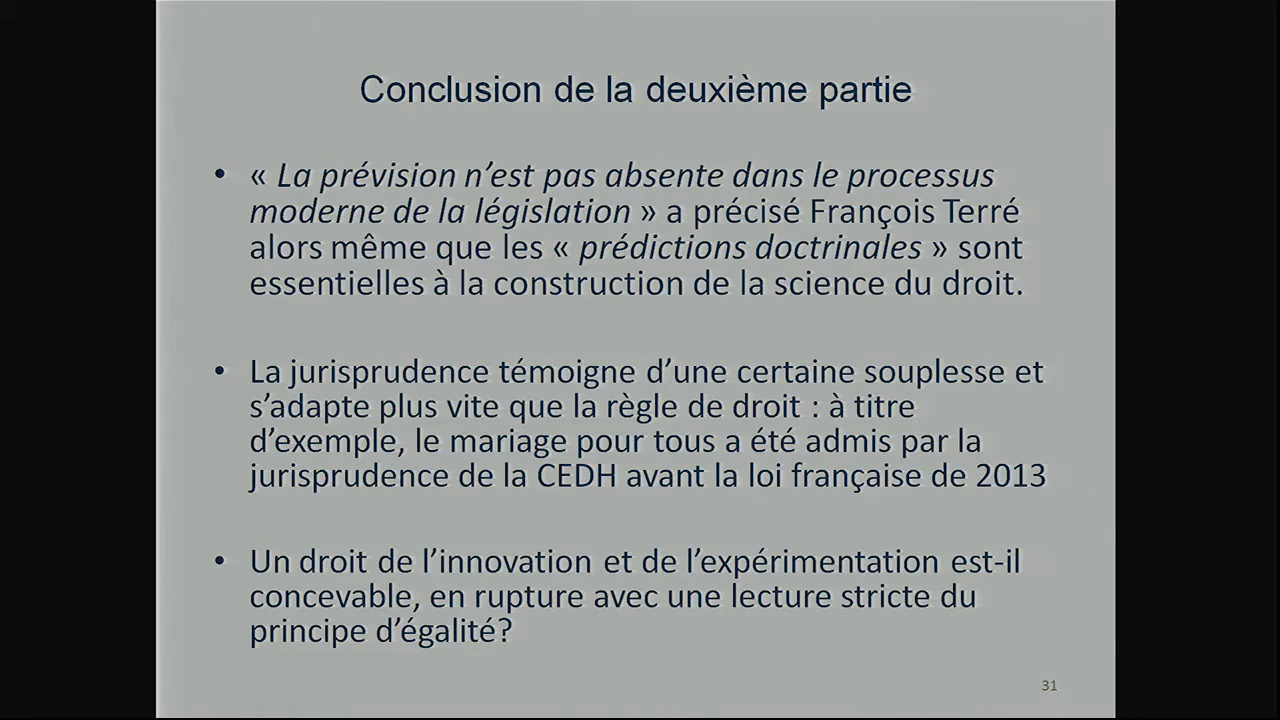 Conclusion de la deuxième partie
• « La prévision n’est pas absente dans le processus
moderne de la législation » a précisé François Terré
alors même que les « prédictions doctrinales » sont
essentielles à la construction de la science du droit.
• La jurisprudence témoigne d’une certaine souplesse et
s’adapte plus vite que la règle de droit : à titre
d’exemple, le mariage pour tous a été admis par la
jurisprudence de la CEDH avant la loi française de 2013
• Un droit de l’innovation et de l’expérimentation est-il
concevable, en rupture avec une lecture stricte du
principe d’égalité?
31